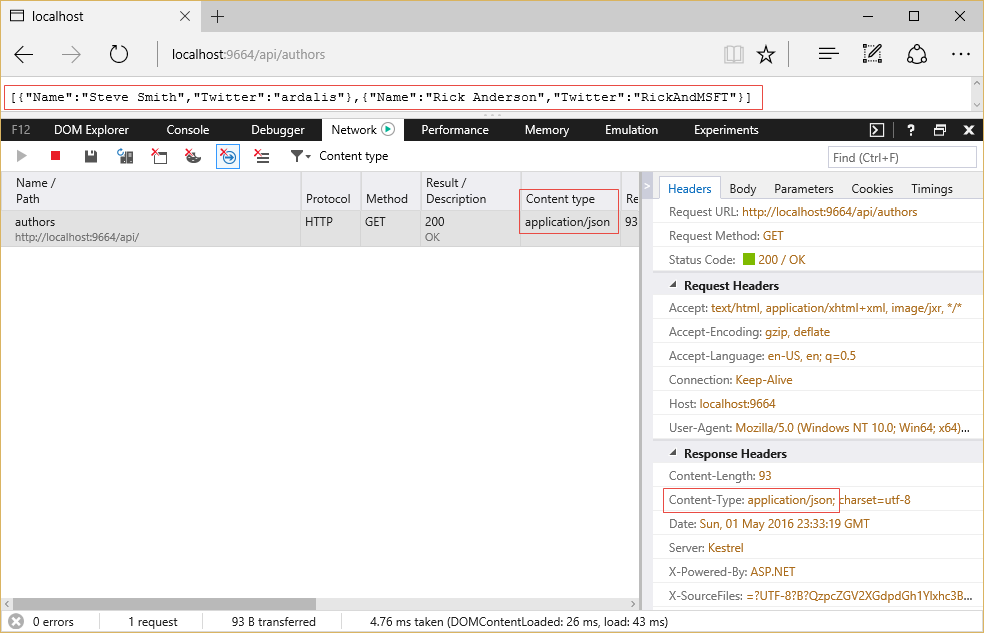 localhost
localhost:9664/api/authors
[{"Name":"Steve Smith","Twitter":"ardalis"},{"Name":"Rick Anderson","Twitter":"RickAndMSFT"}]
F12 DOM Explorer Console Debugger Network Performance Memory Emulation Experiments ?
Content type Find (Ctrl+F)
Name / Result /
Path Protocol Method Description Content type Re
authors HTTP GET 200 application/json 93
http://localhost:9664/api/ OK
Headers Body Parameters Cookies Timings
Request URL: http://localhost:9664/api/authors
Request Method: GET
Status Code: 200 / OK
Request Headers
Accept: text/html, application/xhtml+xml, image/jxr, */*
Accept-Encoding: gzip, deflate
Accept-Language: en-US, en; q=0.5
Connection: Keep-Alive
Host: localhost:9664
User-Agent: Mozilla/5.0 (Windows NT 10.0; Win64; x64)...
Response Headers
Content-Length: 93
Content-Type: application/json; charset=utf-8
Date: Sun, 01 May 2016 23:33:19 GMT
Server: Kestrel
X-Powered-By: ASP.NET
X-SourceFiles: =?UTF-8?B?QzpcZGV2XGdpdGh1Ylxhc3B...
0 errors 1 request 93 B transferred 4.76 ms taken (DOMContentLoaded: 26 ms, load: 43 ms)